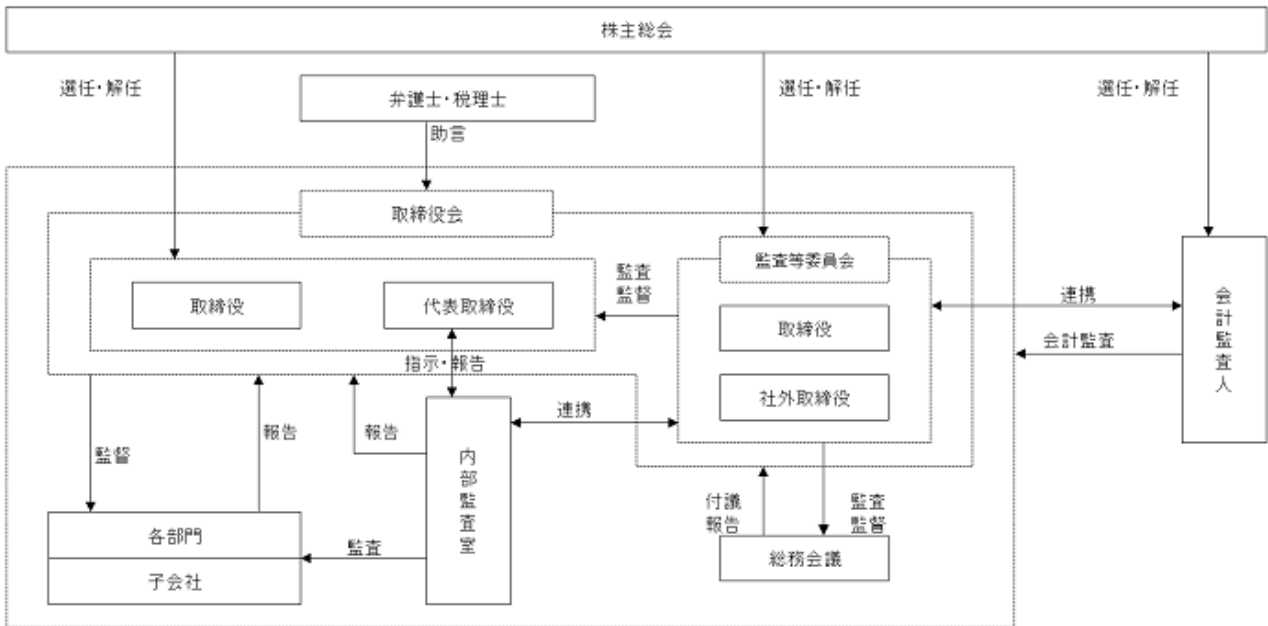 株主総会
選任・解任
選任・解任
選任・解任
弁護士・税理士
助言
取締役会
監査等委員会
取締役
代表取締役
監査
監督
取締役
社外取締役
連携
会計監査
会計監査人
指示・報告
連携
監督
報告
報告
内部監査室
付議
報告
監査
監督
各部門
子会社
監査
総務会議